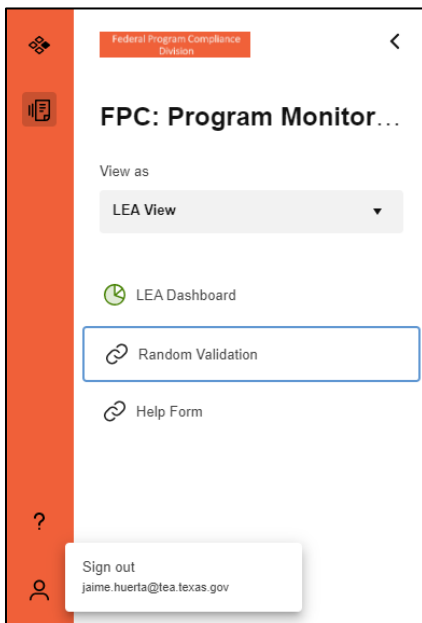 Federal Program Compliance
Division
FPC: Program Monitor...
View as
LEA View
LEA Dashboard
Random Validation
Help Form
?
Sign out
jaime.huerta@tea.texas.gov